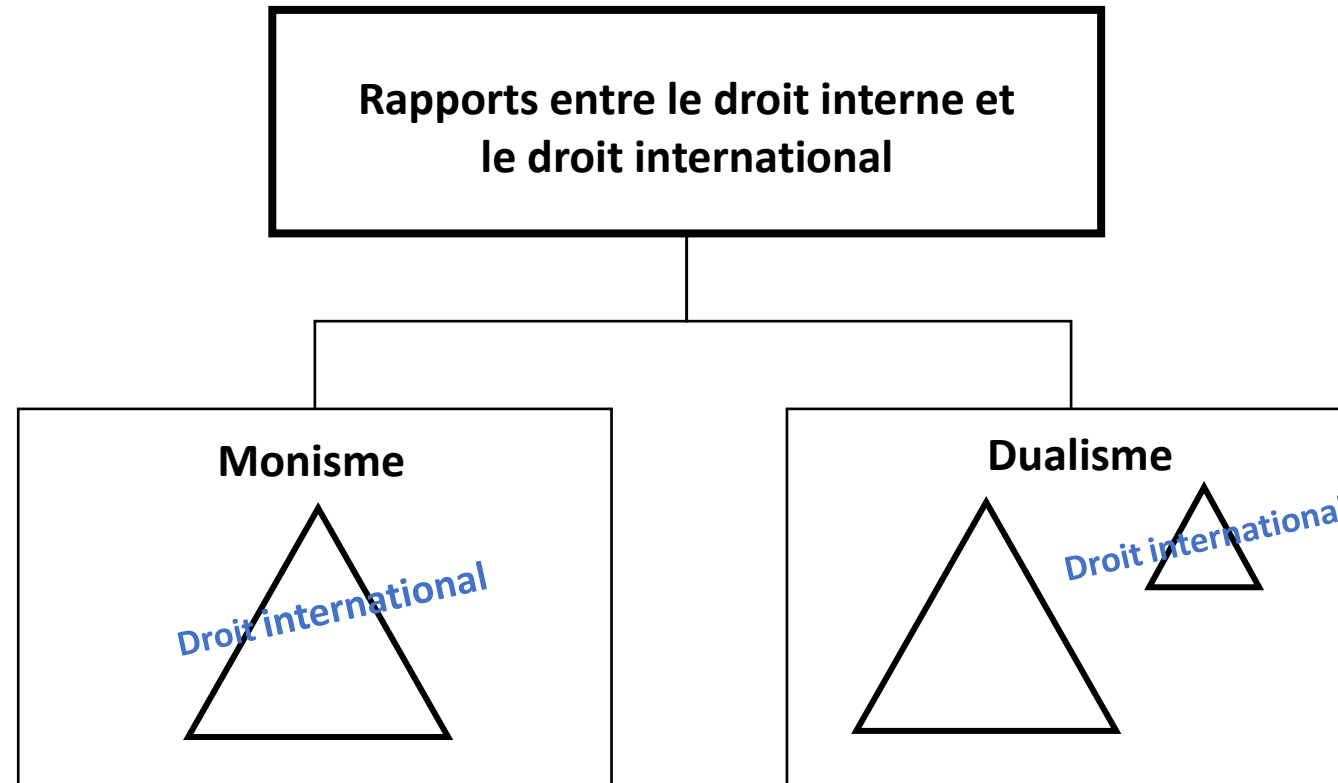 Rapports entre le droit interne et
le droit international
Monisme
Droit international
Dualisme
Droit international